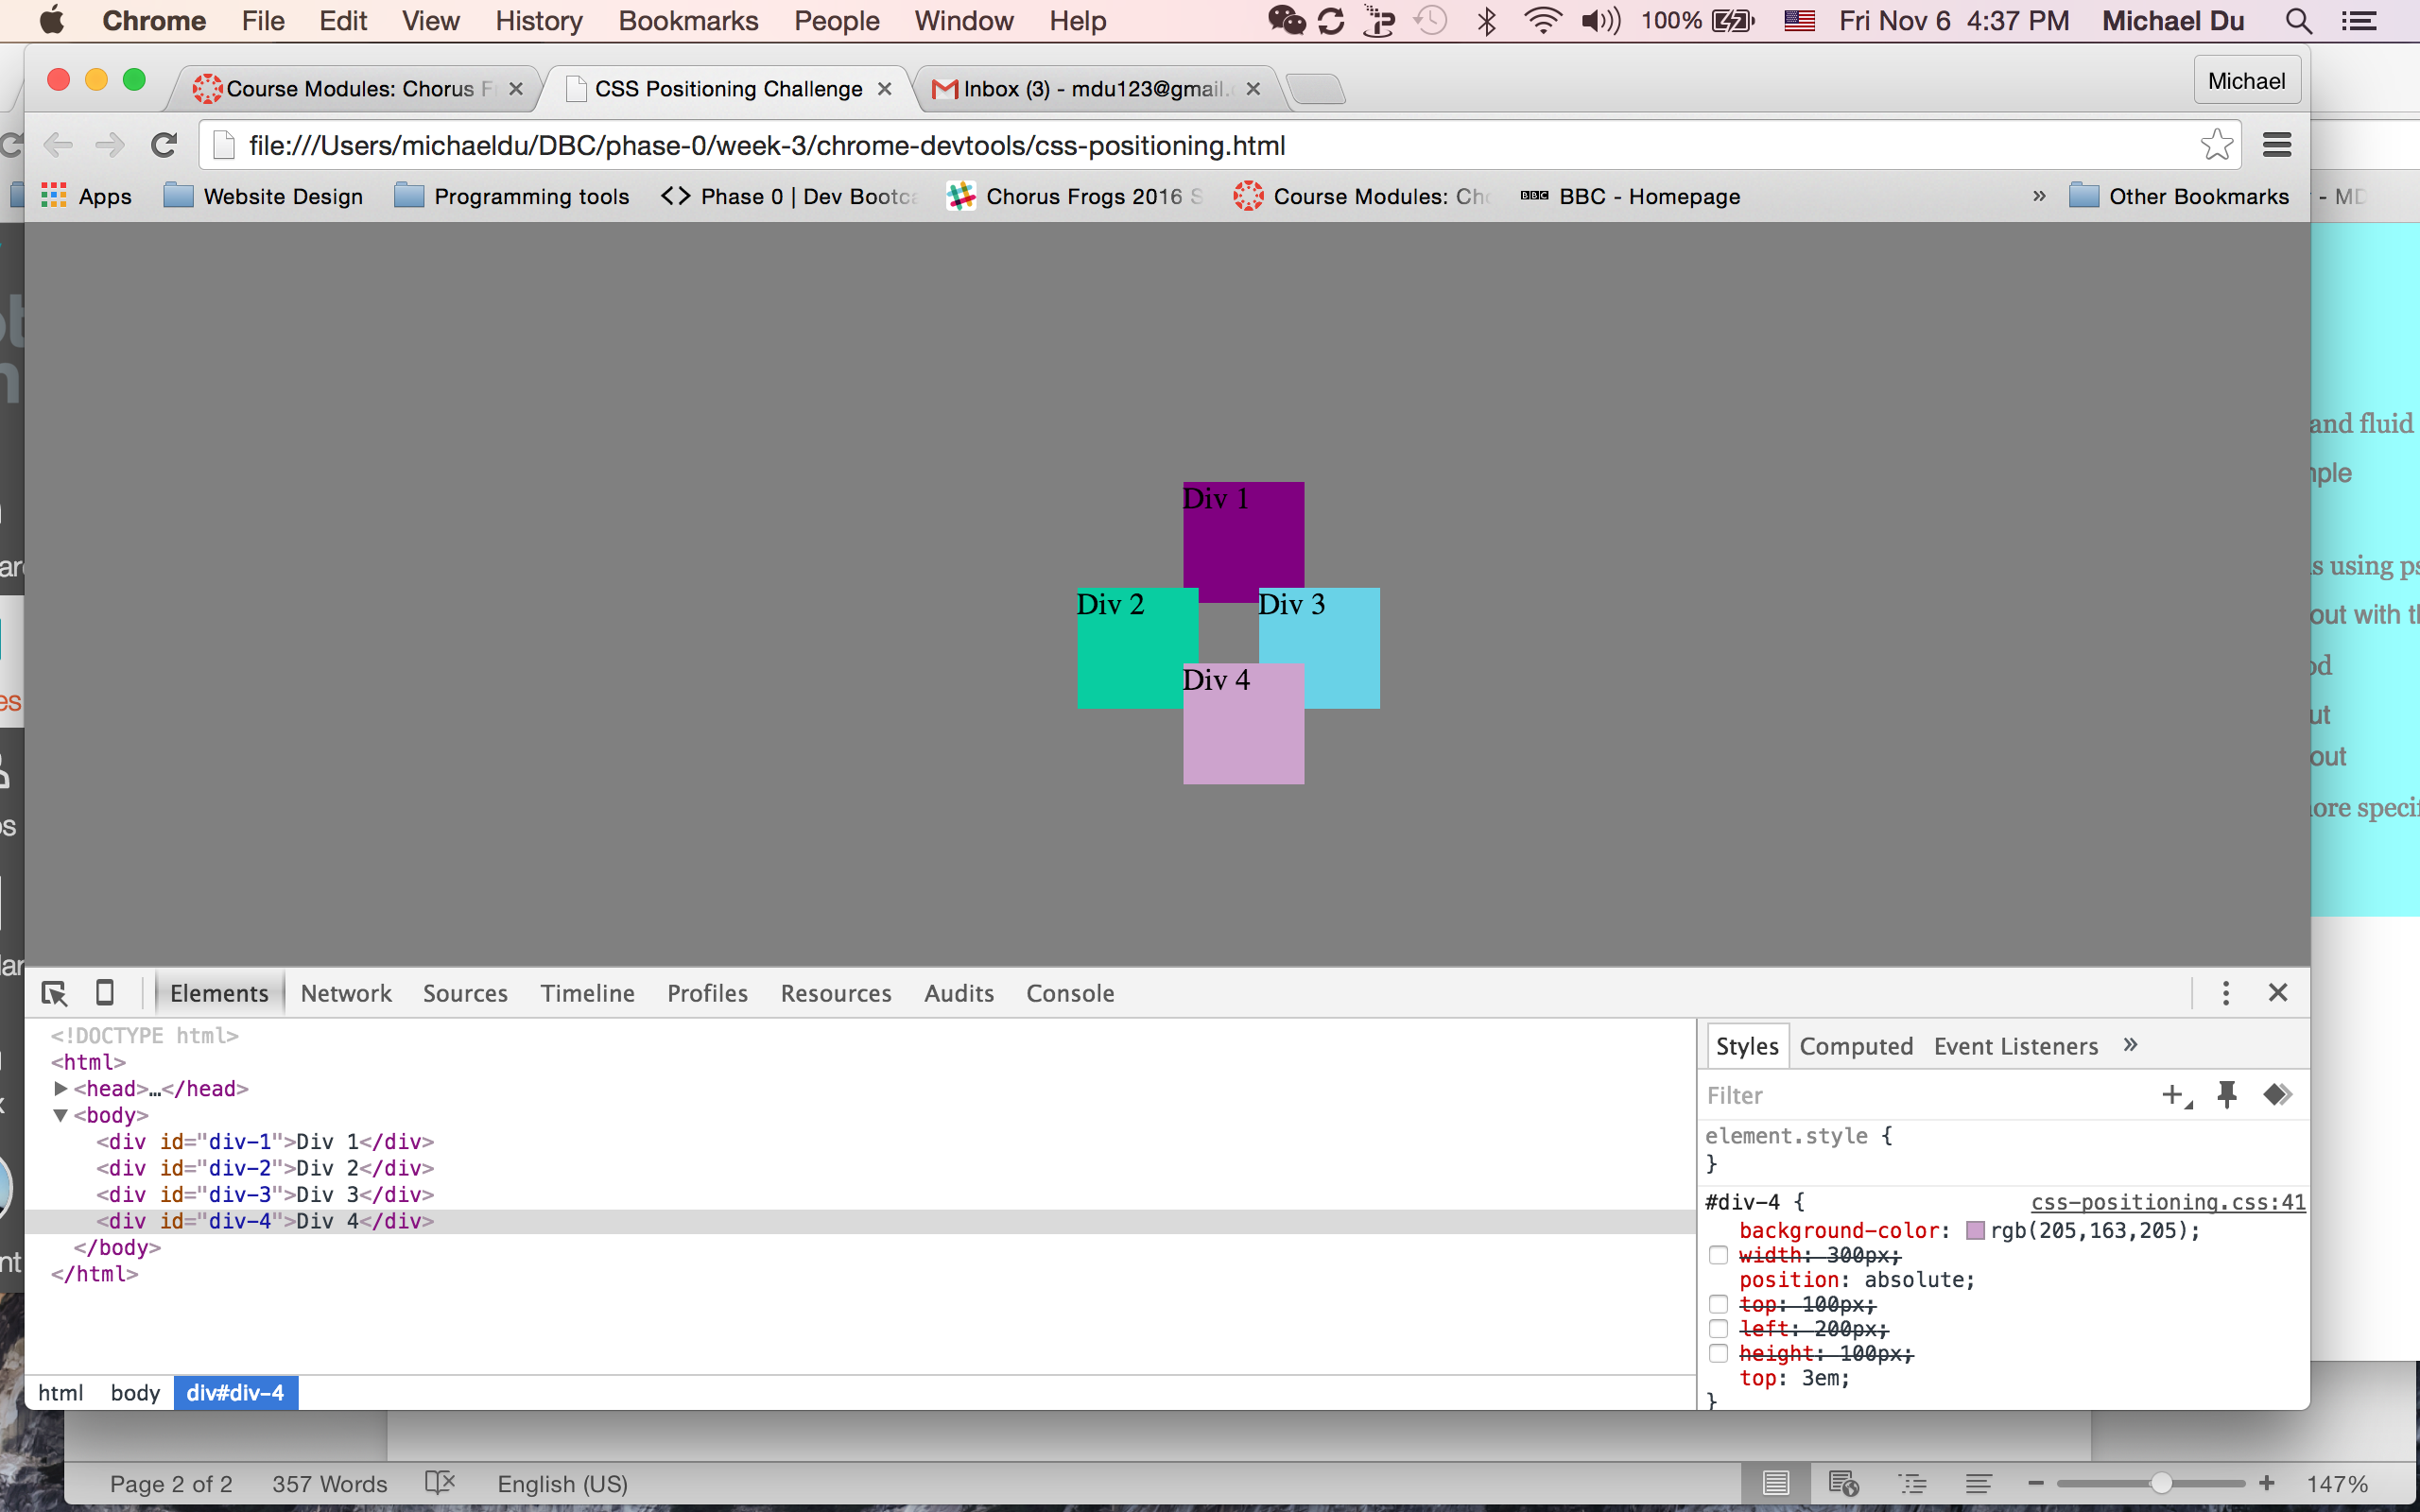 Chrome File Edit View History Bookmarks People Window Help 100% Fri Nov 6 4:37 PM Michael Du
Course Modules: Chorus F CSS Positioning Challenge Inbox (3) - mdu123@gmail. Michael
file:///Users/michaeldu/DBC/phase-0/week-3/chrome-devtools/css-positioning.html
Apps Website Design Programming tools <> Phase 0 | Dev Bootc Chorus Frogs 2016 S Course Modules: Cho BBC BBC - Homepage » Other Bookmarks - MD
and fluid
mple
Div 1
s using ps
Div 2 Div 3
out with th
od
Div 4
es
ut
out
ore specif
Elements Network Sources Timeline Profiles Resources Audits Console
<!DOCTYPE html>
<html>
<head>…</head>
<body>
<div id="div-1">Div 1</div>
<div id="div-2">Div 2</div>
<div id="div-3">Div 3</div>
<div id="div-4">Div 4</div>
</body>
</html>
html body div#div-4
Styles Computed Event Listeners »
Filter
element.style {
}
#div-4 { css-positioning.css:41
background-color: rgb(205,163,205);
width: 300px;
position: absolute;
top: 100px;
left: 200px;
height: 100px;
top: 3em;
}
Page 2 of 2 357 Words English (US) 147%